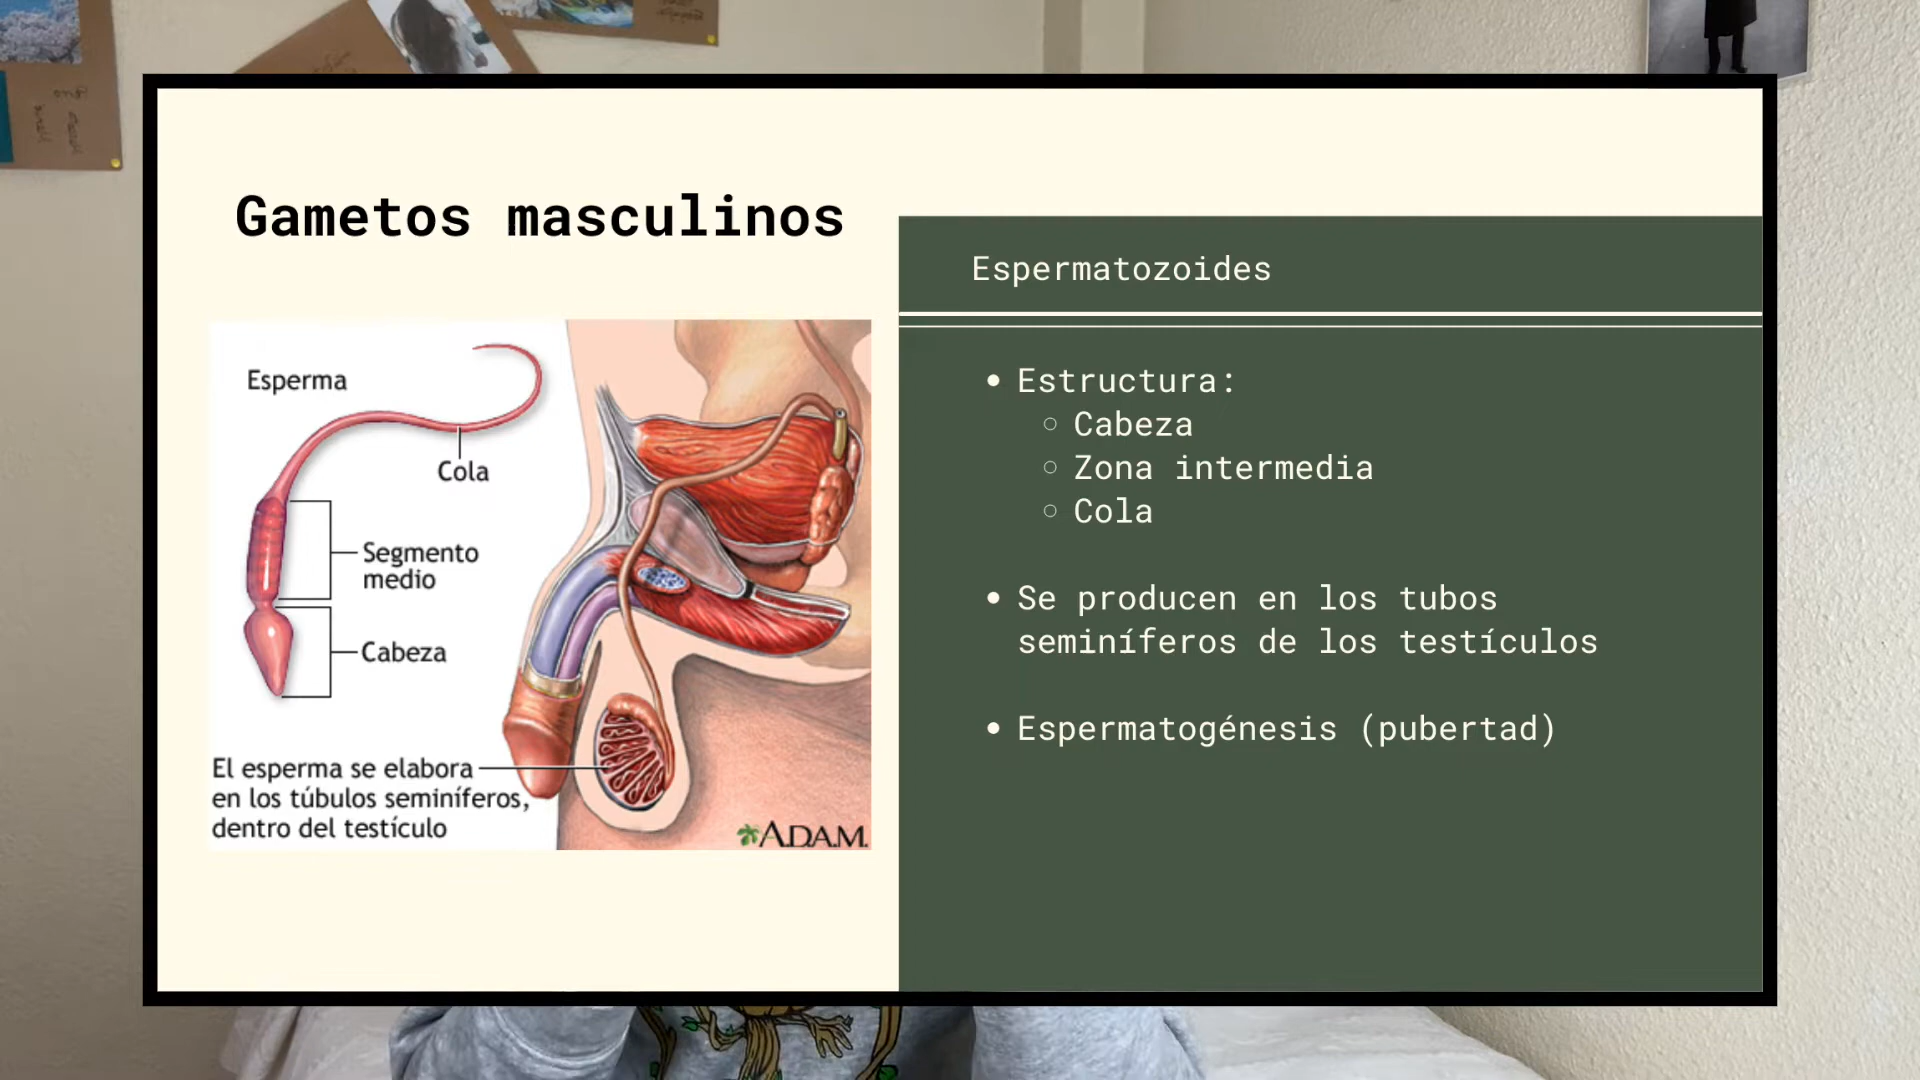 Gametos masculinos
Esperma
Cola
Segmento
medio
Cabeza
El esperma se elabora
en los túbulos seminíferos,
dentro del testículo
A.D.A.M.
Espermatozoides
• Estructura:
○ Cabeza
○ Zona intermedia
○ Cola
• Se producen en los tubos
seminíferos de los testículos
• Espermatogénesis (pubertad)